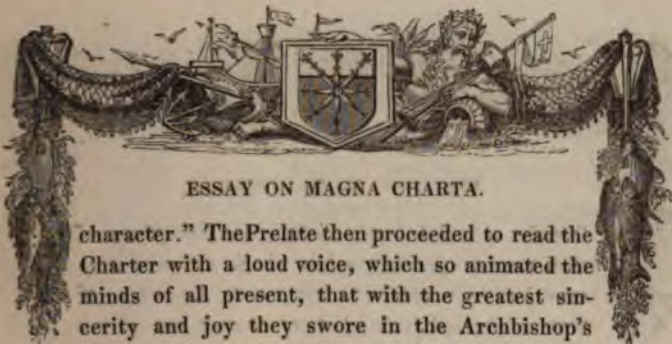 ESSAY ON MAGNA CHARTA.
character." The Prelate then proceeded to read the
Charter with a loud voice, which so animated the
minds of all present, that with the greatest sin-
cerity and joy they swore in the Archbishop's